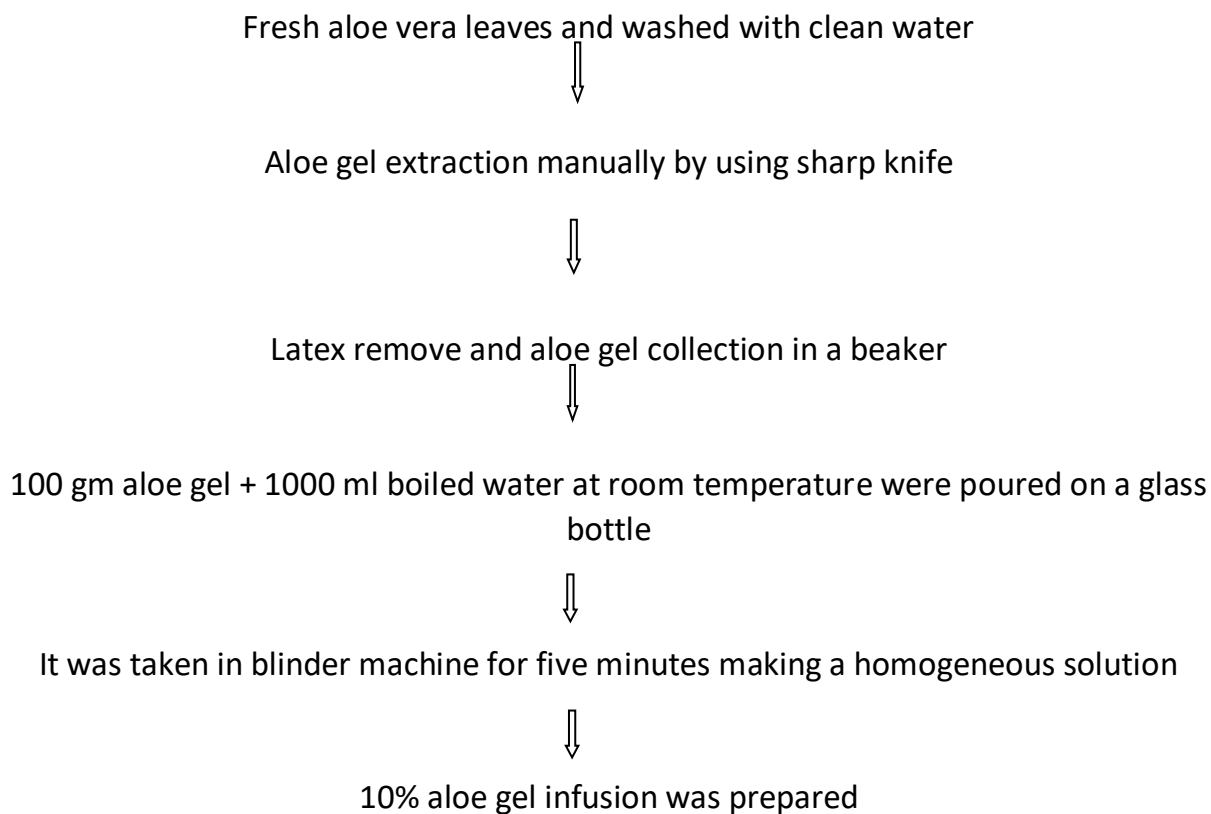 Fresh aloe vera leaves and washed with clean water
Aloe gel extraction manually by using sharp knife
Latex remove and aloe gel collection in a beaker
100 gm aloe gel + 1000 ml boiled water at room temperature were poured on a glass
bottle
It was taken in blinder machine for five minutes making a homogeneous solution
10% aloe gel infusion was prepared